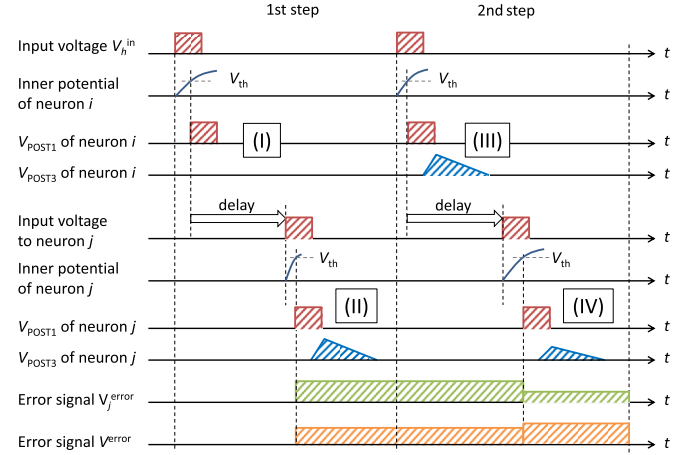 1st step 2nd step
Input voltage V_h^in t
Inner potential of neuron i V_th V_th t
V_POST1 of neuron i (I) (III) t
V_POST3 of neuron i t
delay delay
Input voltage to neuron j t
Inner potential of neuron j V_th V_th t
(II) (IV)
V_POST1 of neuron j t
V_POST3 of neuron j t
Error signal V_j^error t
Error signal V^error t